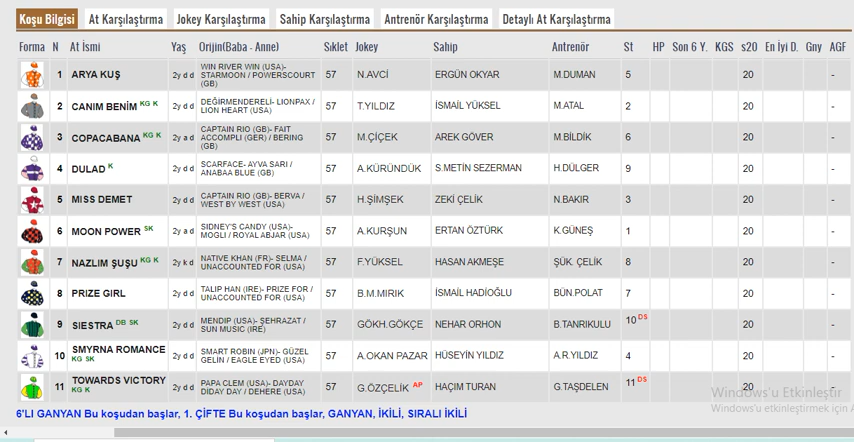 Koşu Bilgisi At Karşılaştırma Jokey Karşılaştırma Sahip Karşılaştırma Antrenör Karşılaştırma Detaylı At Karşılaştırma
Forma N At İsmi Yaş Orijin(Baba - Anne) Sıklet Jokey Sahip Antrenör St HP Son 6 Y. KGS s20 En İyi D. Gny AGF
1 ARYA KUŞ 2y d d WIN RIVER WIN (USA)- STARMOON / POWERSCOURT (GB) 57 N.AVCİ ERGÜN OKYAR M.DUMAN 5 20 -
2 CANIM BENİM KG K 2y d d DEĞİRMENDERELİ- LIONPAX / LION HEART (USA) 57 T.YILDIZ İSMAİL YÜKSEL M.ATAL 2 20 -
3 COPACABANA KG K 2y a d CAPTAIN RIO (GB)- FAIT ACCOMPLI (GER) / BERING (GB) 57 M.ÇİÇEK AREK GÖVER M.BİLDİK 6 20 -
4 DULAD K 2y d d SCARFACE- AYVA SARI / ANABAA BLUE (GB) 57 A.KÜRÜNDÜK S.METİN SEZERMAN H.DÜLGER 9 20 -
5 MISS DEMET 2y d d CAPTAIN RIO (GB)- BERVA / WEST BY WEST (USA) 57 H.ŞİMŞEK ZEKİ ÇELİK N.BAKIR 3 20 -
6 MOON POWER SK 2y a d SIDNEY'S CANDY (USA)- MOGLI / ROYAL ABJAR (USA) 57 A.KURŞUN ERTAN ÖZTÜRK K.GÜNEŞ 1 20 -
7 NAZLIM ŞUŞU KG K 2y k d NATIVE KHAN (FR)- SELMA / UNACCOUNTED FOR (USA) 57 F.YÜKSEL HASAN AKMEŞE ŞÜK. ÇELİK 8 20 -
8 PRIZE GIRL 2y d d TALIP HAN (IRE)- PRIZE FOR / UNACCOUNTED FOR (USA) 57 B.M.MIRIK İSMAİL HADİOĞLU BÜN.POLAT 7 20 -
9 SIESTRA DB SK 2y d d MENDIP (USA)- ŞEHRAZAT / SUN MUSIC (IRE) 57 GÖKH.GÖKÇE NEHAR ORHON B.TANRIKULU 10 DS 20 -
10 SMYRNA ROMANCE KG SK 2y d d SMART ROBIN (JPN)- GÜZEL GELİN / EAGLE EYED (USA) 57 A.OKAN PAZAR HÜSEYİN YILDIZ A.R.YILDIZ 4 20 -
11 TOWARDS VICTORY KG K 2y d d PAPA CLEM (USA)- DAYDAY DIDAY DAY / DEHERE (USA) 57 G.ÖZÇELİK AP HAÇIM TURAN G.TAŞDELEN 11 DS 20 -
Windows'u Etkinleştir
Windows'u etkinleştirmek için A
6'LI GANYAN Bu koşudan başlar, 1. ÇİFTE Bu koşudan başlar, GANYAN, İKİLİ, SIRALI İKİLİ